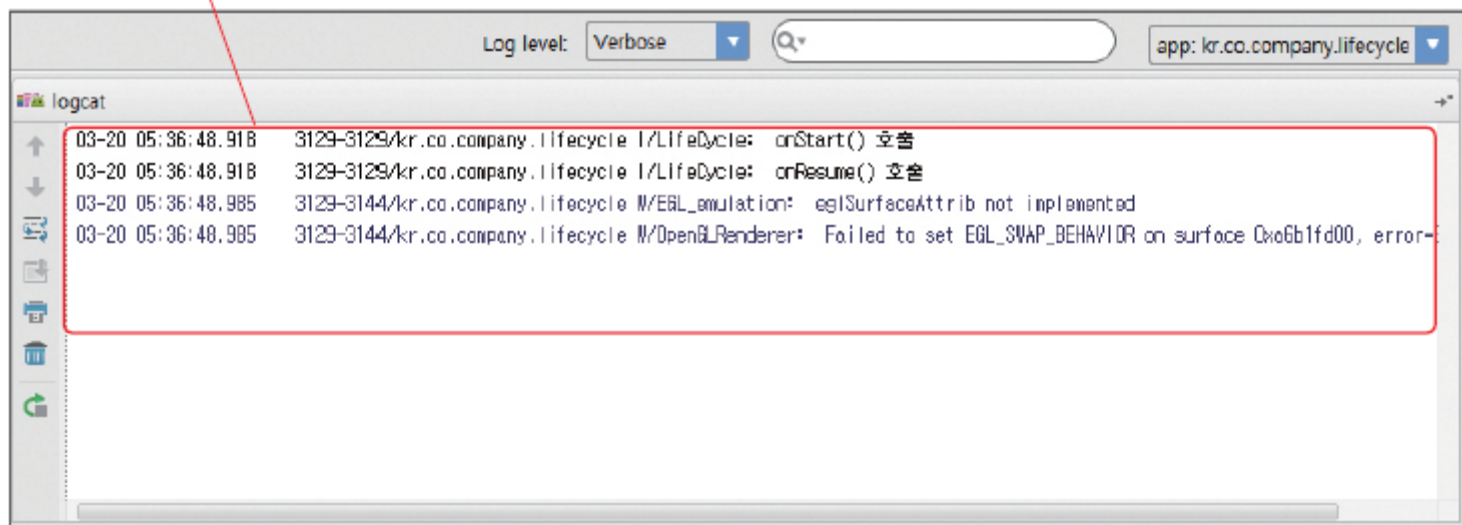 Log level: Verbose app: kr.co.company.lifecycle
logcat
03-20 05:36:48.918 3129-3129/kr.co.company.lifecycle I/LifeCycle: onStart() 호출
03-20 05:36:48.918 3129-3129/kr.co.company.lifecycle I/LifeCycle: onResume() 호출
03-20 05:36:48.985 3129-3144/kr.co.company.lifecycle W/EGL_emulation: eglSurfaceAttrib not implemented
03-20 05:36:48.985 3129-3144/kr.co.company.lifecycle W/OpenGLRenderer: Failed to set EGL_SWAP_BEHAVIOR on surface 0xa6b1fd00, error=